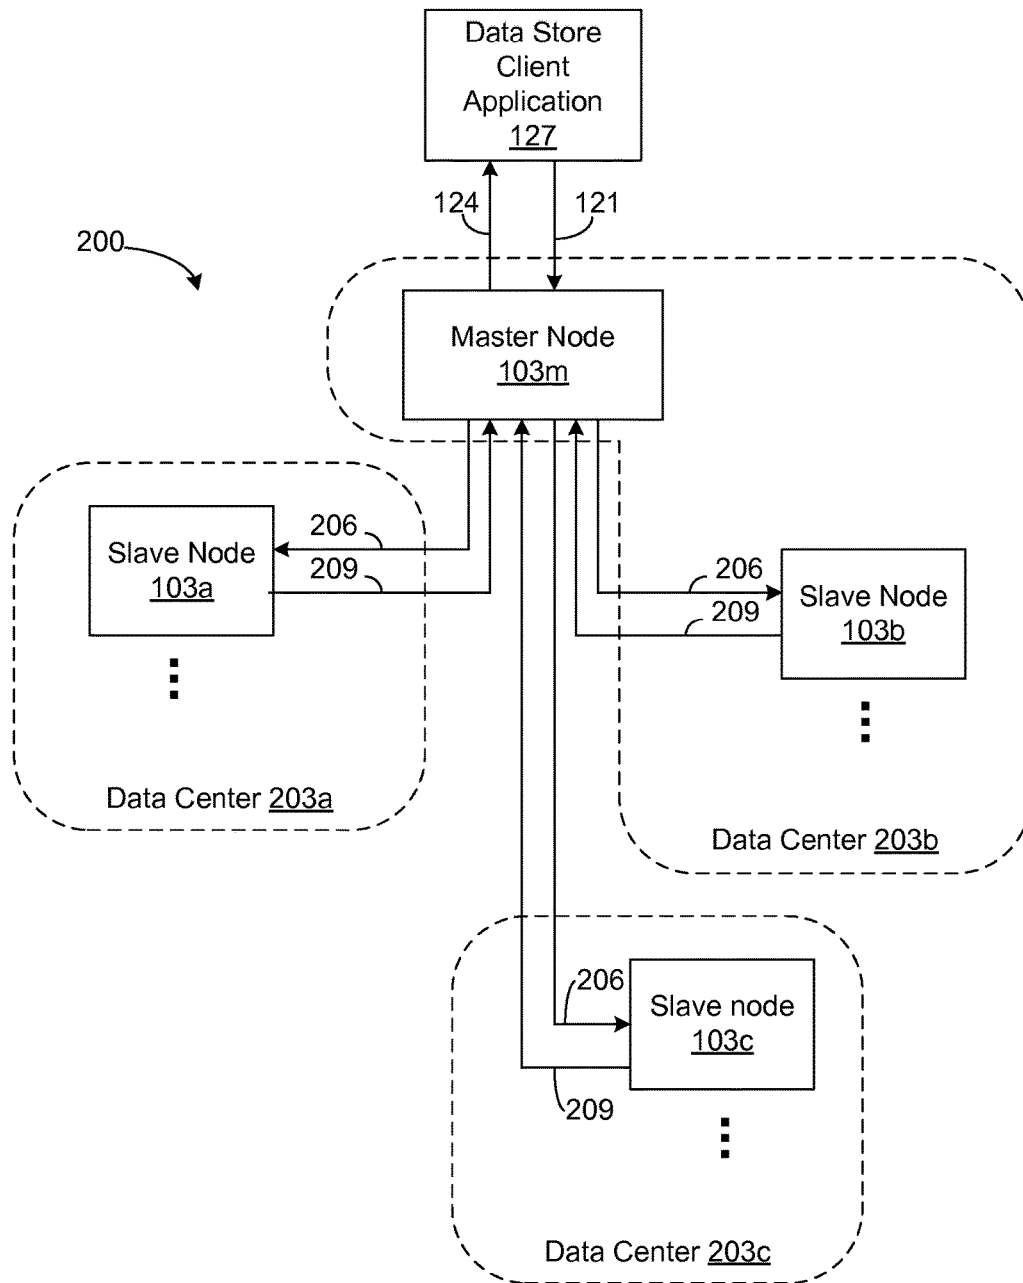 Data Store
Client
Application
127
124
121
200
Master Node
103m
Slave Node
103a
206
209
206
209
Slave Node
103b
Data Center 203a
Data Center 203b
206
209
Slave node
103c
Data Center 203c